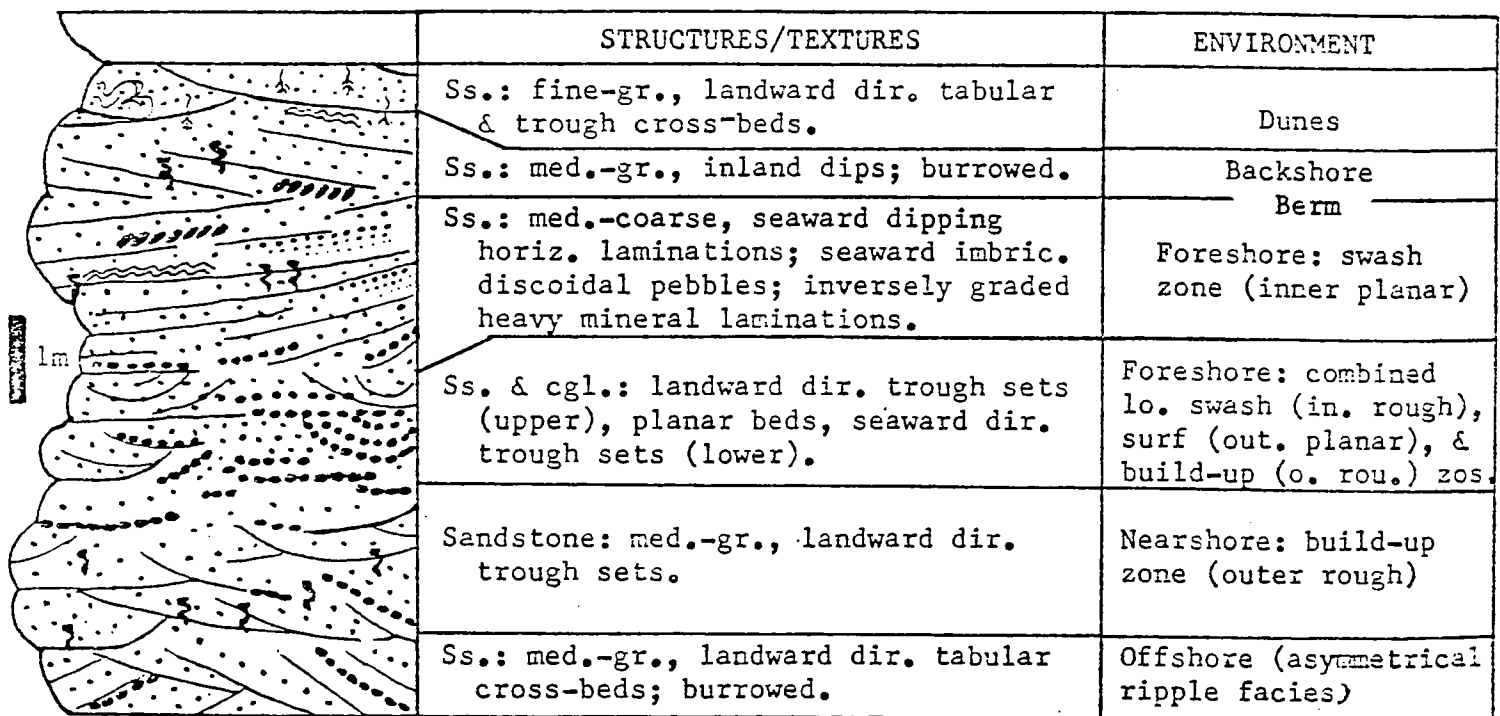 STRUCTURES/TEXTURES
ENVIRONMENT
Ss.: fine-gr., landward dir. tabular
& trough cross-beds.
Dunes
Ss.: med.-gr., inland dips; burrowed.
Backshore
Berm
Ss.: med.-coarse, seaward dipping
horiz. laminations; seaward imbric.
discoidal pebbles; inversely graded
heavy mineral laminations.
Foreshore: swash
zone (inner planar)
1m
Ss. & cgl.: landward dir. trough sets
(upper), planar beds, seaward dir.
trough sets (lower).
Foreshore: combined
lo. swash (in. rough),
surf (out. planar), &
build-up (o. rou.) zos.
Sandstone: med.-gr., landward dir.
trough sets.
Nearshore: build-up
zone (outer rough)
Ss.: med.-gr., landward dir. tabular
cross-beds; burrowed.
Offshore (asymmetrical
ripple facies)